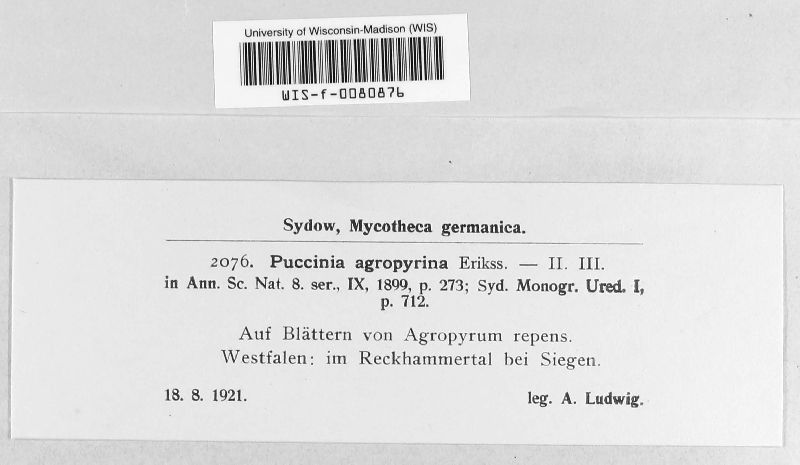 University of Wisconsin-Madison (WIS)
WIS-f-0080876
Sydow, Mycotheca germanica.
2076. Puccinia agropyrina Erikss. — II. III.
in Ann. Sc. Nat. 8. ser., IX, 1899, p. 273; Syd. Monogr. Ured. I,
p. 712.
Auf Blättern von Agropyrum repens.
Westfalen: im Reckhammertal bei Siegen.
18. 8. 1921. leg. A. Ludwig.